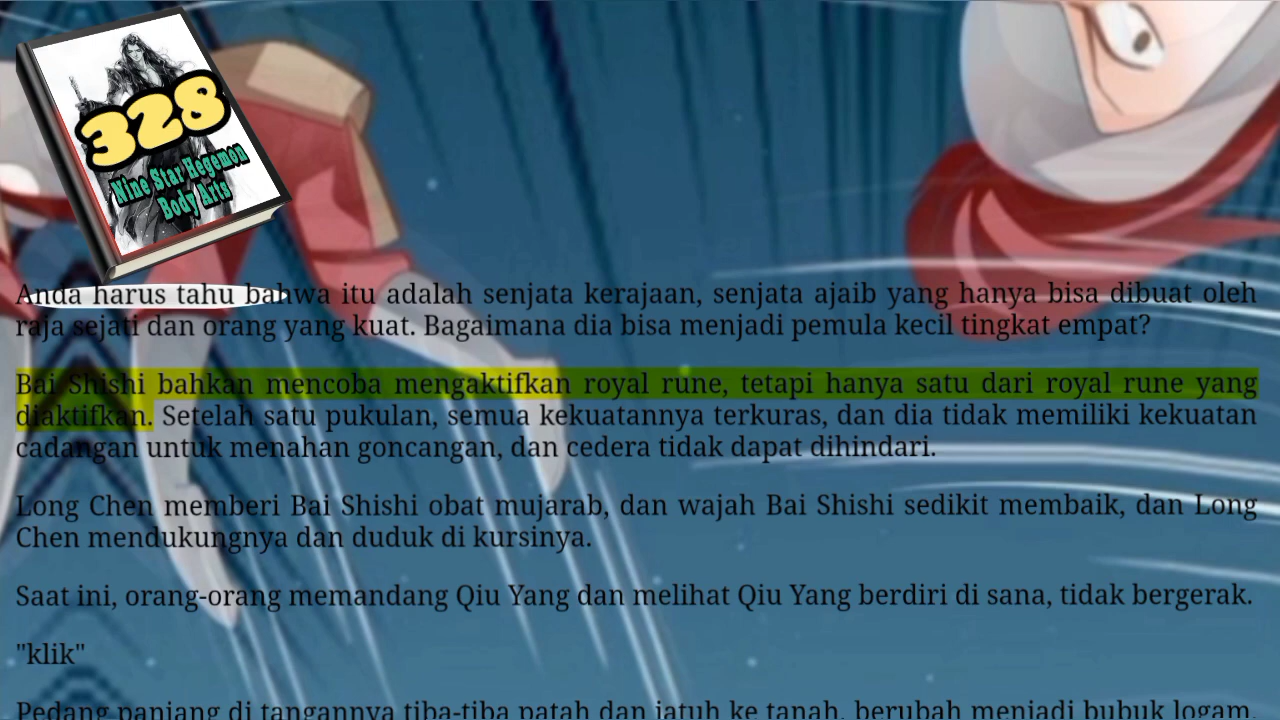 328
Nine Star Hegemon
Body Arts
Anda harus tahu bahwa itu adalah senjata kerajaan, senjata ajaib yang hanya bisa dibuat oleh
raja sejati dan orang yang kuat. Bagaimana dia bisa menjadi pemula kecil tingkat empat?
Bai Shishi bahkan mencoba mengaktifkan royal rune, tetapi hanya satu dari royal rune yang
diaktifkan. Setelah satu pukulan, semua kekuatannya terkuras, dan dia tidak memiliki kekuatan
cadangan untuk menahan goncangan, dan cedera tidak dapat dihindari.
Long Chen memberi Bai Shishi obat mujarab, dan wajah Bai Shishi sedikit membaik, dan Long
Chen mendukungnya dan duduk di kursinya.
Saat ini, orang-orang memandang Qiu Yang dan melihat Qiu Yang berdiri di sana, tidak bergerak.
"klik"
Pedang panjang di tangannya tiba-tiba patah dan jatuh ke tanah, berubah menjadi bubuk logam.